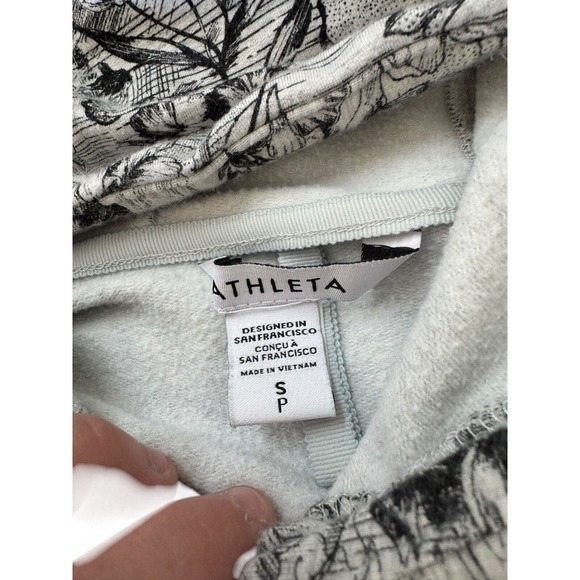 ATHLETA
DESIGNED IN
SAN FRANCISCO
CONÇU À
SAN FRANCISCO
MADE IN VIETNAM
S
P